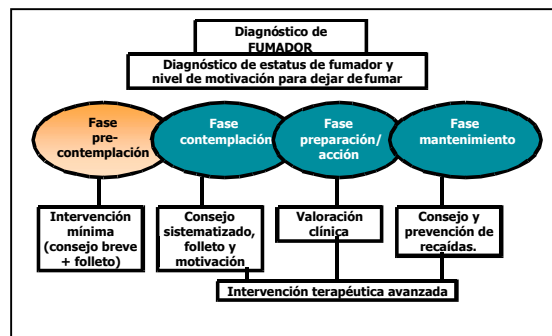 Diagnóstico de
FUMADOR
Diagnóstico de estatus de fumador y
nivel de motivación para dejar de fumar
Fase
pre-
contemplación
Fase
contemplación
Fase
preparación/
acción
Fase
mantenimiento
Intervención
mínima
(consejo breve
+ folleto)
Consejo
sistematizado,
folleto y
motivación
Valoración
clínica
Consejo y
prevención de
recaídas.
Intervención terapéutica avanzada